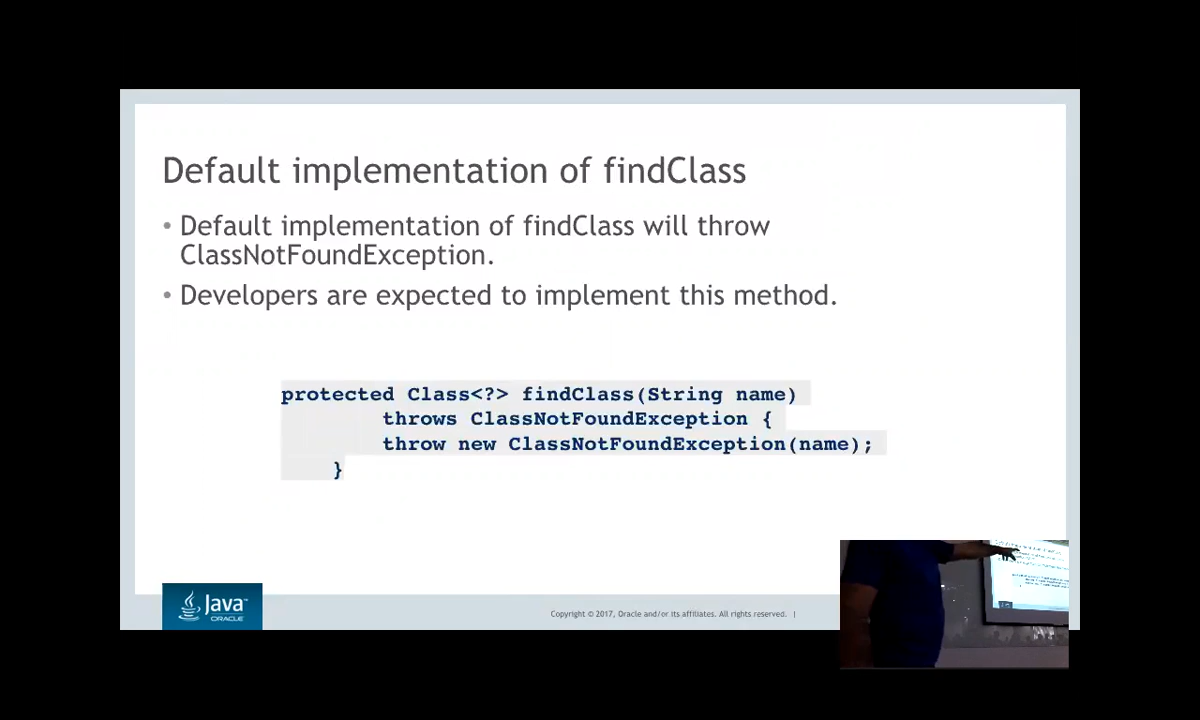 Default implementation of findClass
• Default implementation of findClass will throw
ClassNotFoundException.
• Developers are expected to implement this method.
protected Class<?> findClass(String name)
throws ClassNotFoundException {
throw new ClassNotFoundException(name);
}
Java™
ORACLE
Copyright © 2017, Oracle and/or its affiliates. All rights reserved. |